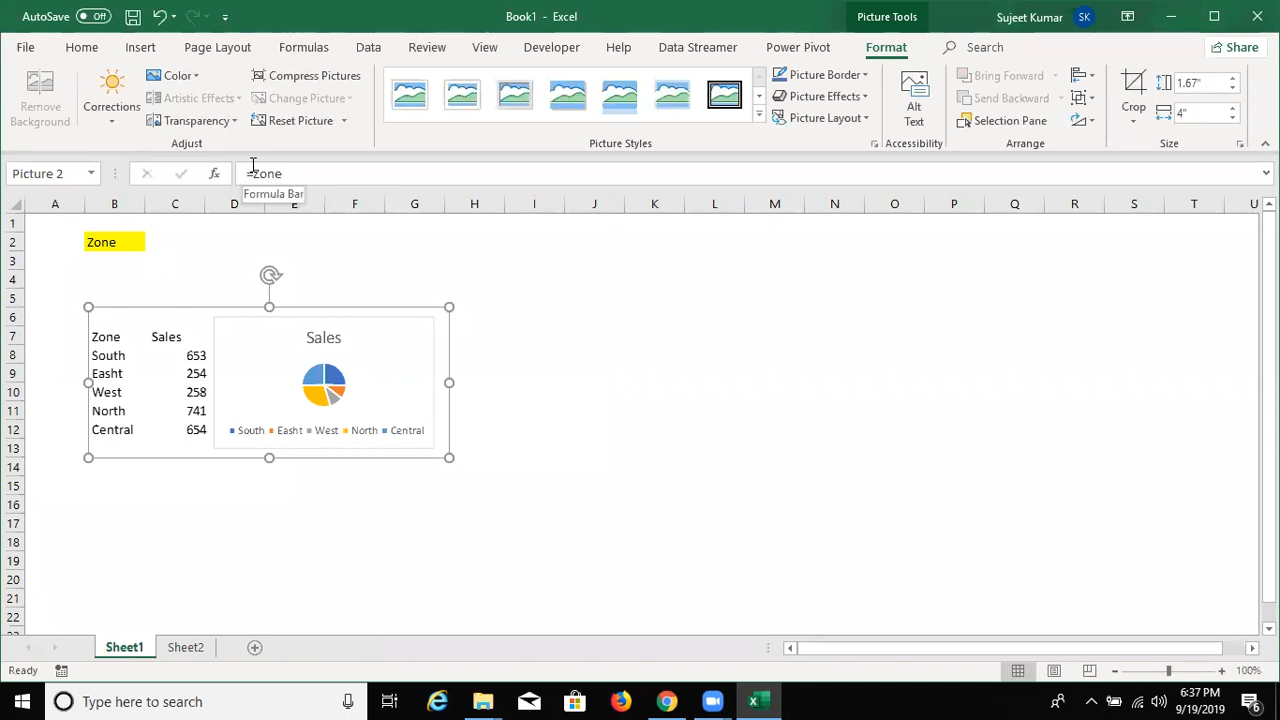 AutoSave Off Book1 - Excel Picture Tools Sujeet Kumar SK
File Home Insert Page Layout Formulas Data Review View Developer Help Data Streamer Power Pivot Format Search Share
Remove Background
Corrections
Color
Artistic Effects
Transparency
Compress Pictures
Change Picture
Reset Picture
Picture Border
Picture Effects
Picture Layout
Alt Text
Bring Forward
Send Backward
Selection Pane
Crop
1.67"
4"
Adjust Picture Styles Accessibility Arrange Size
Picture 2 fx =Zone
Formula Bar
A B C D E F G H I J K L M N O P Q R S T U
1
2 Zone
3
4
5
6
7 Zone Sales Sales
8 South 653
9 Easht 254
10 West 258
11 North 741
12 Central 654 South Easht West North Central
13
14
15
16
17
18
19
20
21
22
Sheet1 Sheet2
Ready 100%
Type here to search 6:37 PM
9/19/2019 6